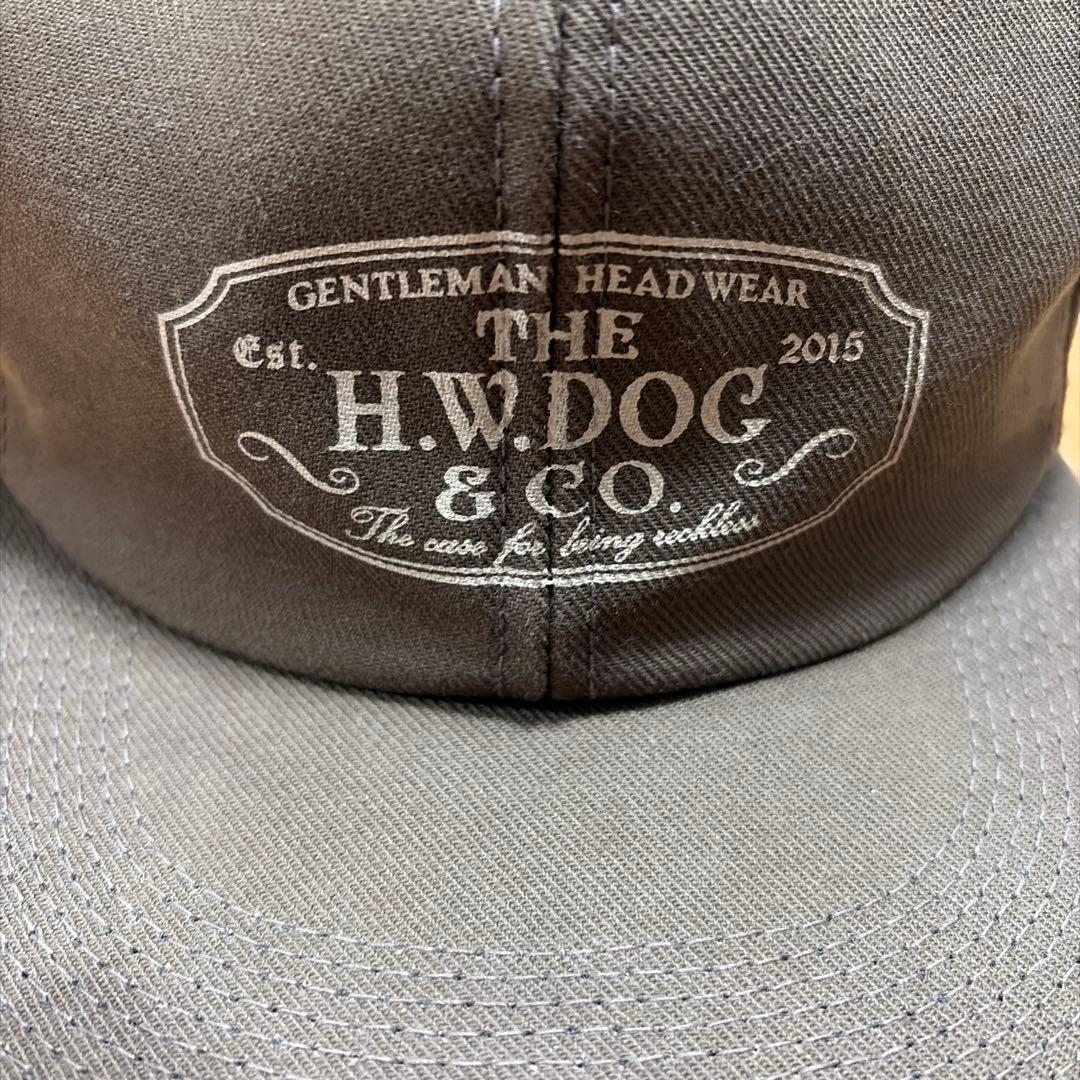 GENTLEMAN HEAD WEAR
THE
Est. 2015
H.W.DOG
& CO.
The case for being reckless